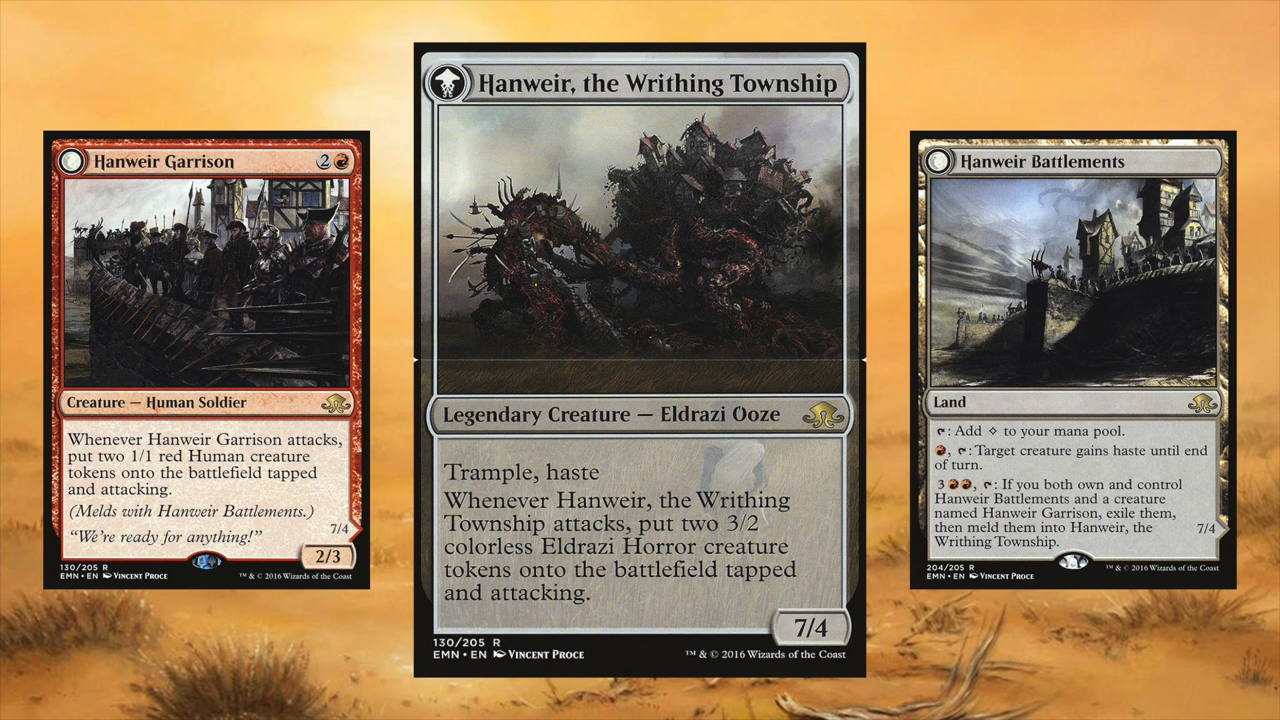 Hanweir Garrison 2
Creature — Human Soldier
Whenever Hanweir Garrison attacks,
put two 1/1 red Human creature
tokens onto the battlefield tapped
and attacking.
(Melds with Hanweir Battlements.)
“We’re ready for anything!”
7/4
2/3
130/205 R
EMN • EN VINCENT PROCE
™ & © 2016 Wizards of the Coast
Hanweir, the Writhing Township
Legendary Creature — Eldrazi Ooze
Trample, haste
Whenever Hanweir, the Writhing
Township attacks, put two 3/2
colorless Eldrazi Horror creature
tokens onto the battlefield tapped
and attacking.
7/4
130/205 R
EMN • EN VINCENT PROCE
™ & © 2016 Wizards of the Coast
Hanweir Battlements
Land
: Add to your mana pool.
, : Target creature gains haste until end
of turn.
3 , : If you both own and control
Hanweir Battlements and a creature
named Hanweir Garrison, exile them,
then meld them into Hanweir, the
Writhing Township.
7/4
204/205 R
EMN • EN VINCENT PROCE
™ & © 2016 Wizards of the Coast